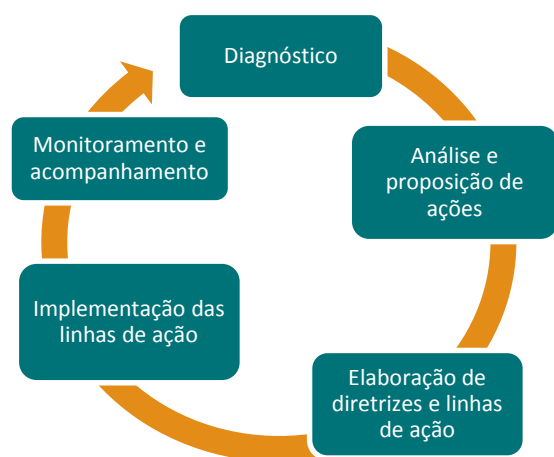 Diagnóstico
Análise e
proposição de
ações
Elaboração de
diretrizes e linhas
de ação
Implementação das
linhas de ação
Monitoramento e
acompanhamento